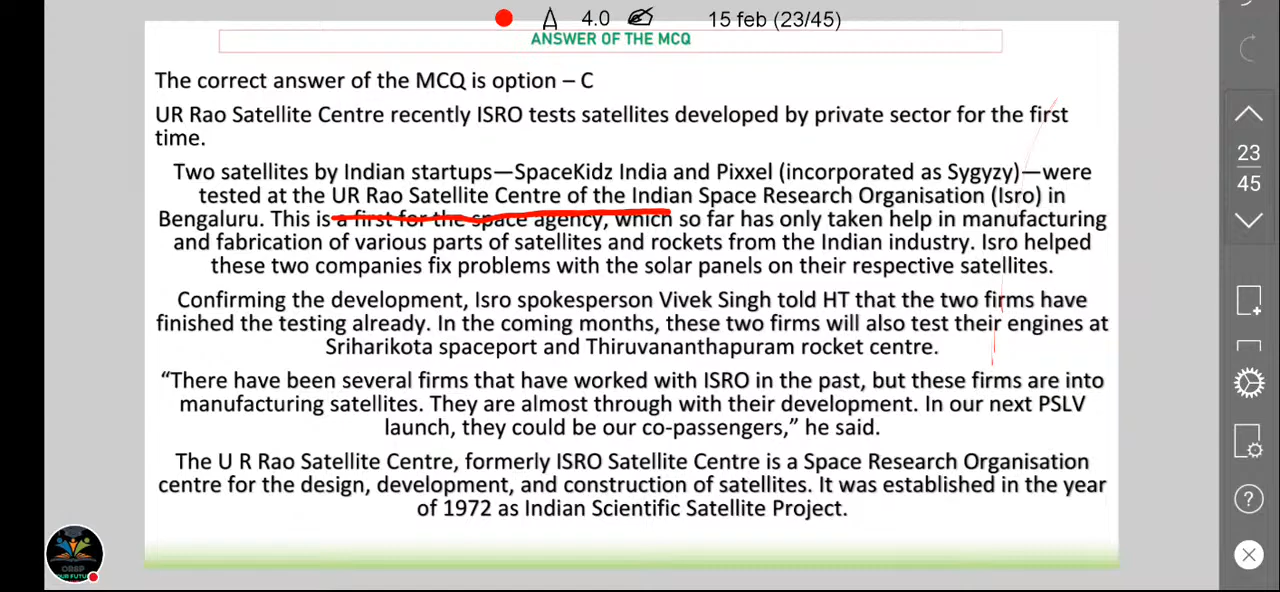 4.0 15 feb (23/45)
ANSWER OF THE MCQ
The correct answer of the MCQ is option – C
UR Rao Satellite Centre recently ISRO tests satellites developed by private sector for the first
time.
Two satellites by Indian startups—SpaceKidz India and Pixxel (incorporated as Sygyzy)—were
tested at the UR Rao Satellite Centre of the Indian Space Research Organisation (Isro) in
Bengaluru. This is a first for the space agency, which so far has only taken help in manufacturing
and fabrication of various parts of satellites and rockets from the Indian industry. Isro helped
these two companies fix problems with the solar panels on their respective satellites.
Confirming the development, Isro spokesperson Vivek Singh told HT that the two firms have
finished the testing already. In the coming months, these two firms will also test their engines at
Sriharikota spaceport and Thiruvananthapuram rocket centre.
“There have been several firms that have worked with ISRO in the past, but these firms are into
manufacturing satellites. They are almost through with their development. In our next PSLV
launch, they could be our co-passengers,” he said.
The U R Rao Satellite Centre, formerly ISRO Satellite Centre is a Space Research Organisation
centre for the design, development, and construction of satellites. It was established in the year
of 1972 as Indian Scientific Satellite Project.
23
45